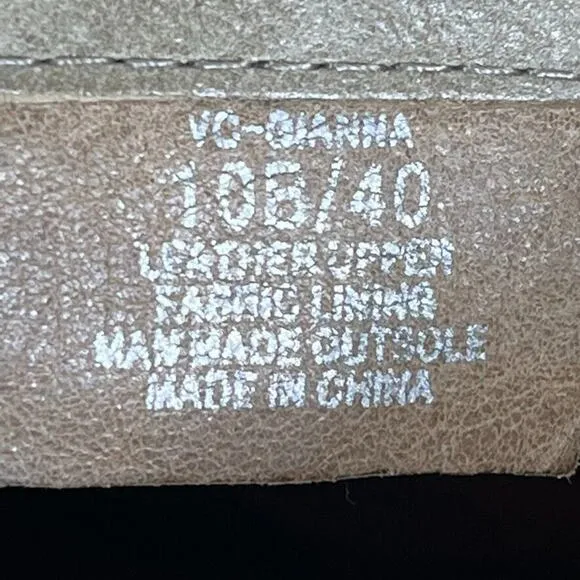 VC-GIANNA
10B/40
LEATHER UPPER
FABRIC LINING
MAN MADE OUTSOLE
MADE IN CHINA